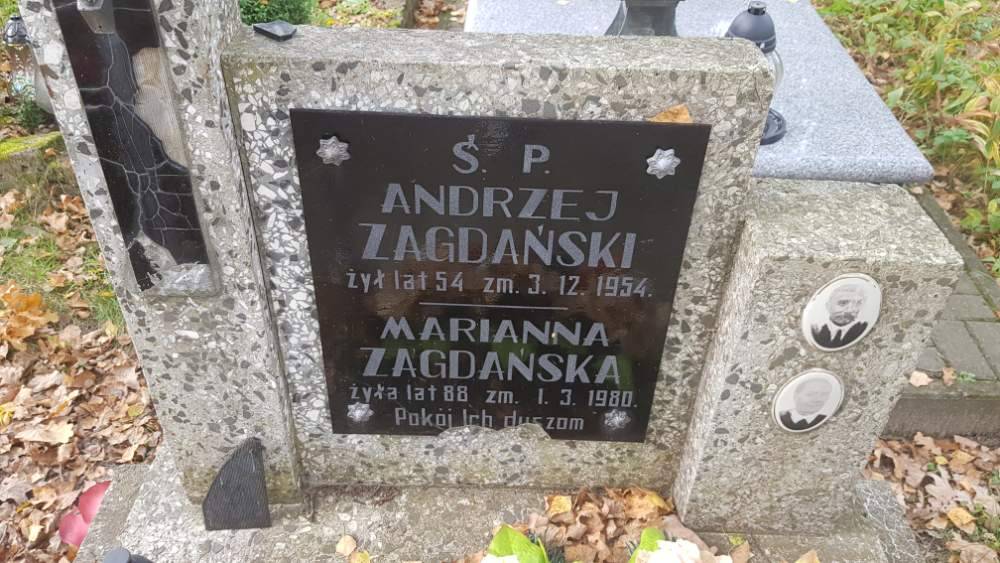 Ś. P.
ANDRZEJ
ZAGDAŃSKI
żył lat 54 zm. 3. 12. 1954.
MARIANNA
ZAGDAŃSKA
żyła lat 88 zm. 1. 3. 1980.
Pokój Ich duszom